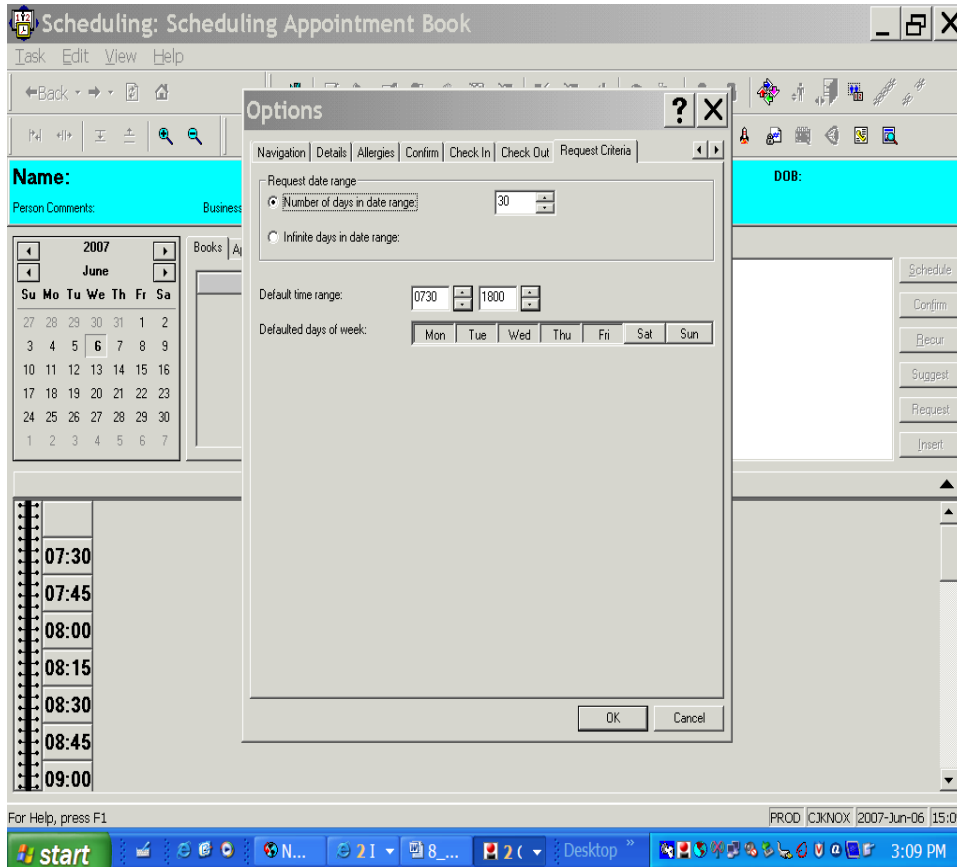 Scheduling: Scheduling Appointment Book
Task Edit View Help
Back
Options
Navigation Details Allergies Confirm Check In Check Out Request Criteria
Name:
DOB:
Person Comments:
Business
Request date range
Number of days in date range: 30
Infinite days in date range:
Default time range: 0730 1800
Defaulted days of week: Mon Tue Wed Thu Fri Sat Sun
OK Cancel
2007
June
Su Mo Tu We Th Fr Sa
27 28 29 30 31 1 2
3 4 5 6 7 8 9
10 11 12 13 14 15 16
17 18 19 20 21 22 23
24 25 26 27 28 29 30
1 2 3 4 5 6 7
Books
Schedule
Confirm
Recur
Suggest
Request
Insert
07:30
07:45
08:00
08:15
08:30
08:45
09:00
For Help, press F1
PROD CJKNOX 2007-Jun-06 15:0
start N... 2 I 8_... 2 ( Desktop » 3:09 PM